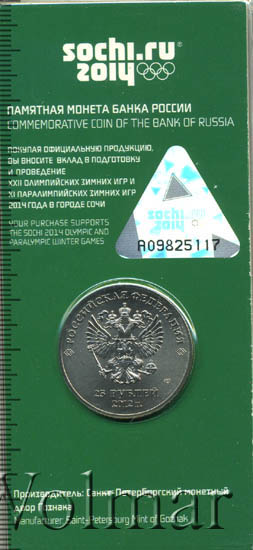 sochi.ru
2014
ПАМЯТНАЯ МОНЕТА БАНКА РОССИИ
COMMEMORATIVE COIN OF THE BANK OF RUSSIA
ПОКУПАЯ ОФИЦИАЛЬНУЮ ПРОДУКЦИЮ,
ВЫ ВНОСИТЕ ВКЛАД В ПОДГОТОВКУ
И ПРОВЕДЕНИЕ
XXII ОЛИМПИЙСКИХ ЗИМНИХ ИГР И
XI ПАРАЛИМПИЙСКИХ ЗИМНИХ ИГР
2014 ГОДА В ГОРОДЕ СОЧИ
YOUR PURCHASE SUPPORTS
THE SOCHI 2014 OLYMPIC AND
PARALYMPIC WINTER GAMES
sochi.ru
2014
A09825117
РОССИЙСКАЯ ФЕДЕРАЦИЯ
25 РУБЛЕЙ
2012 г.
Производитель: Санкт-Петербургский монетный
двор Гознака
Manufacturer: Saint-Petersburg Mint of Goznak
Volmar